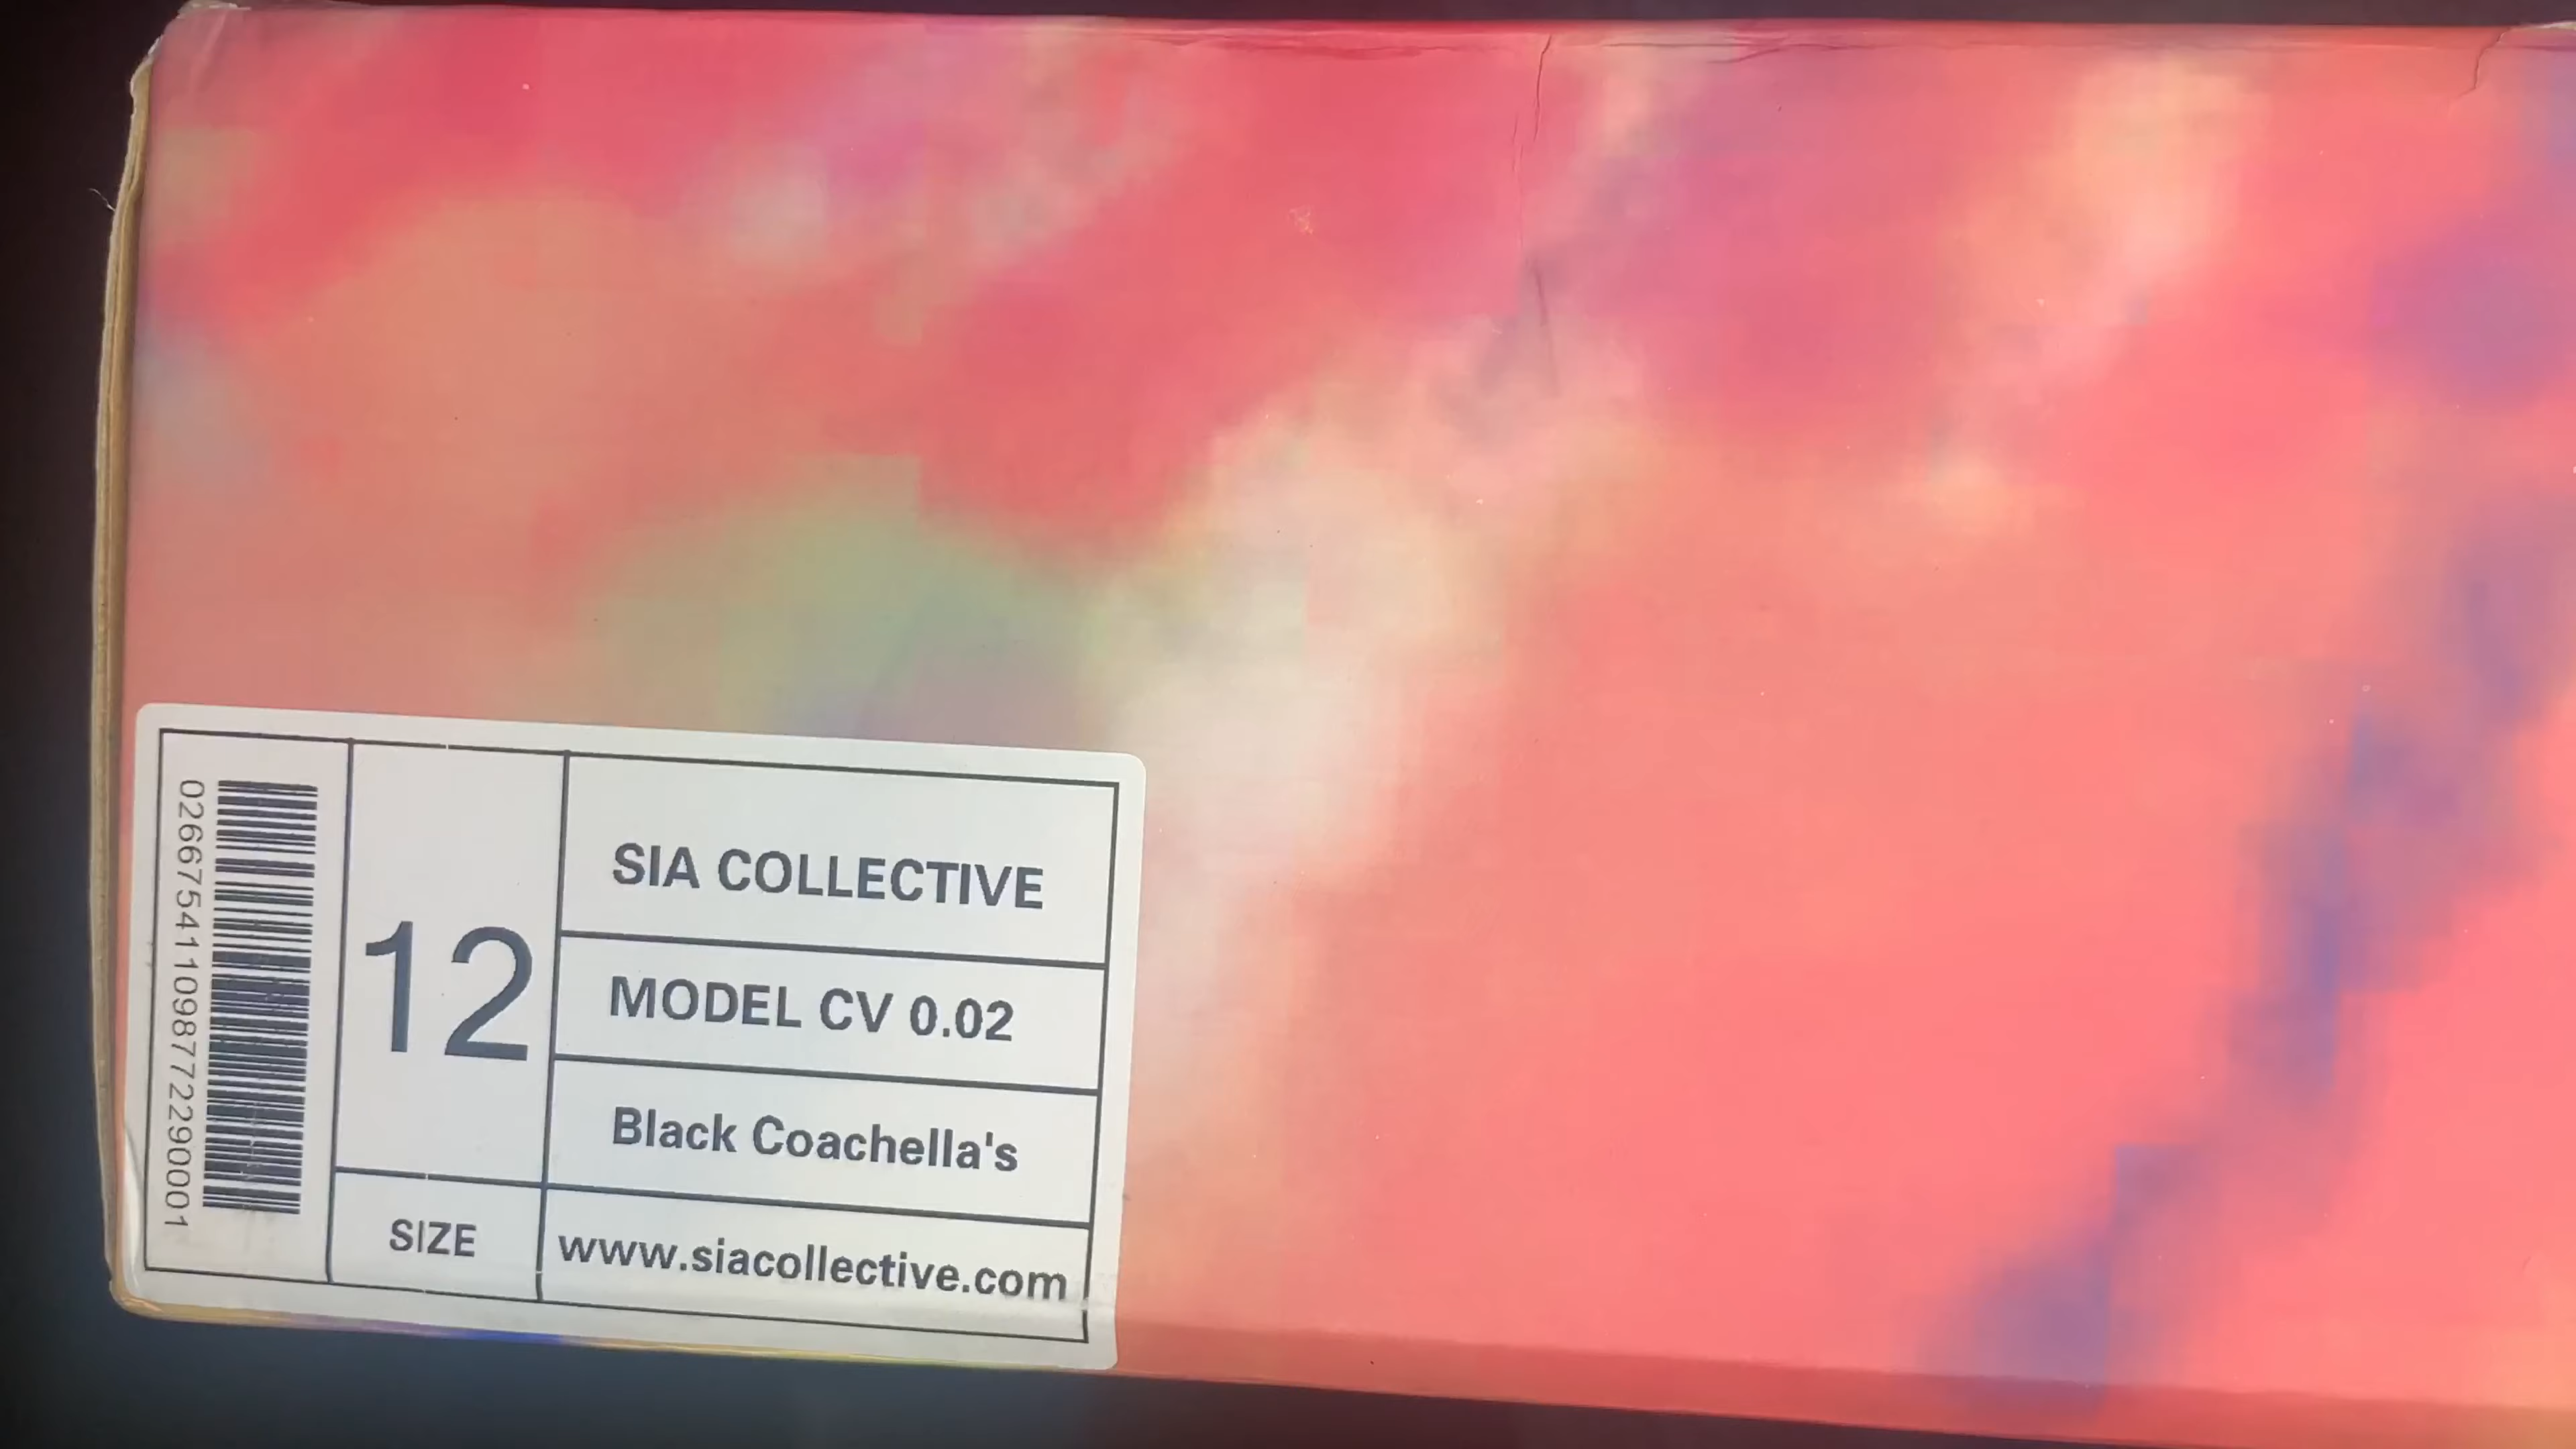 026675411098772290001
12
SIZE
SIA COLLECTIVE
MODEL CV 0.02
Black Coachella's
www.siacollective.com